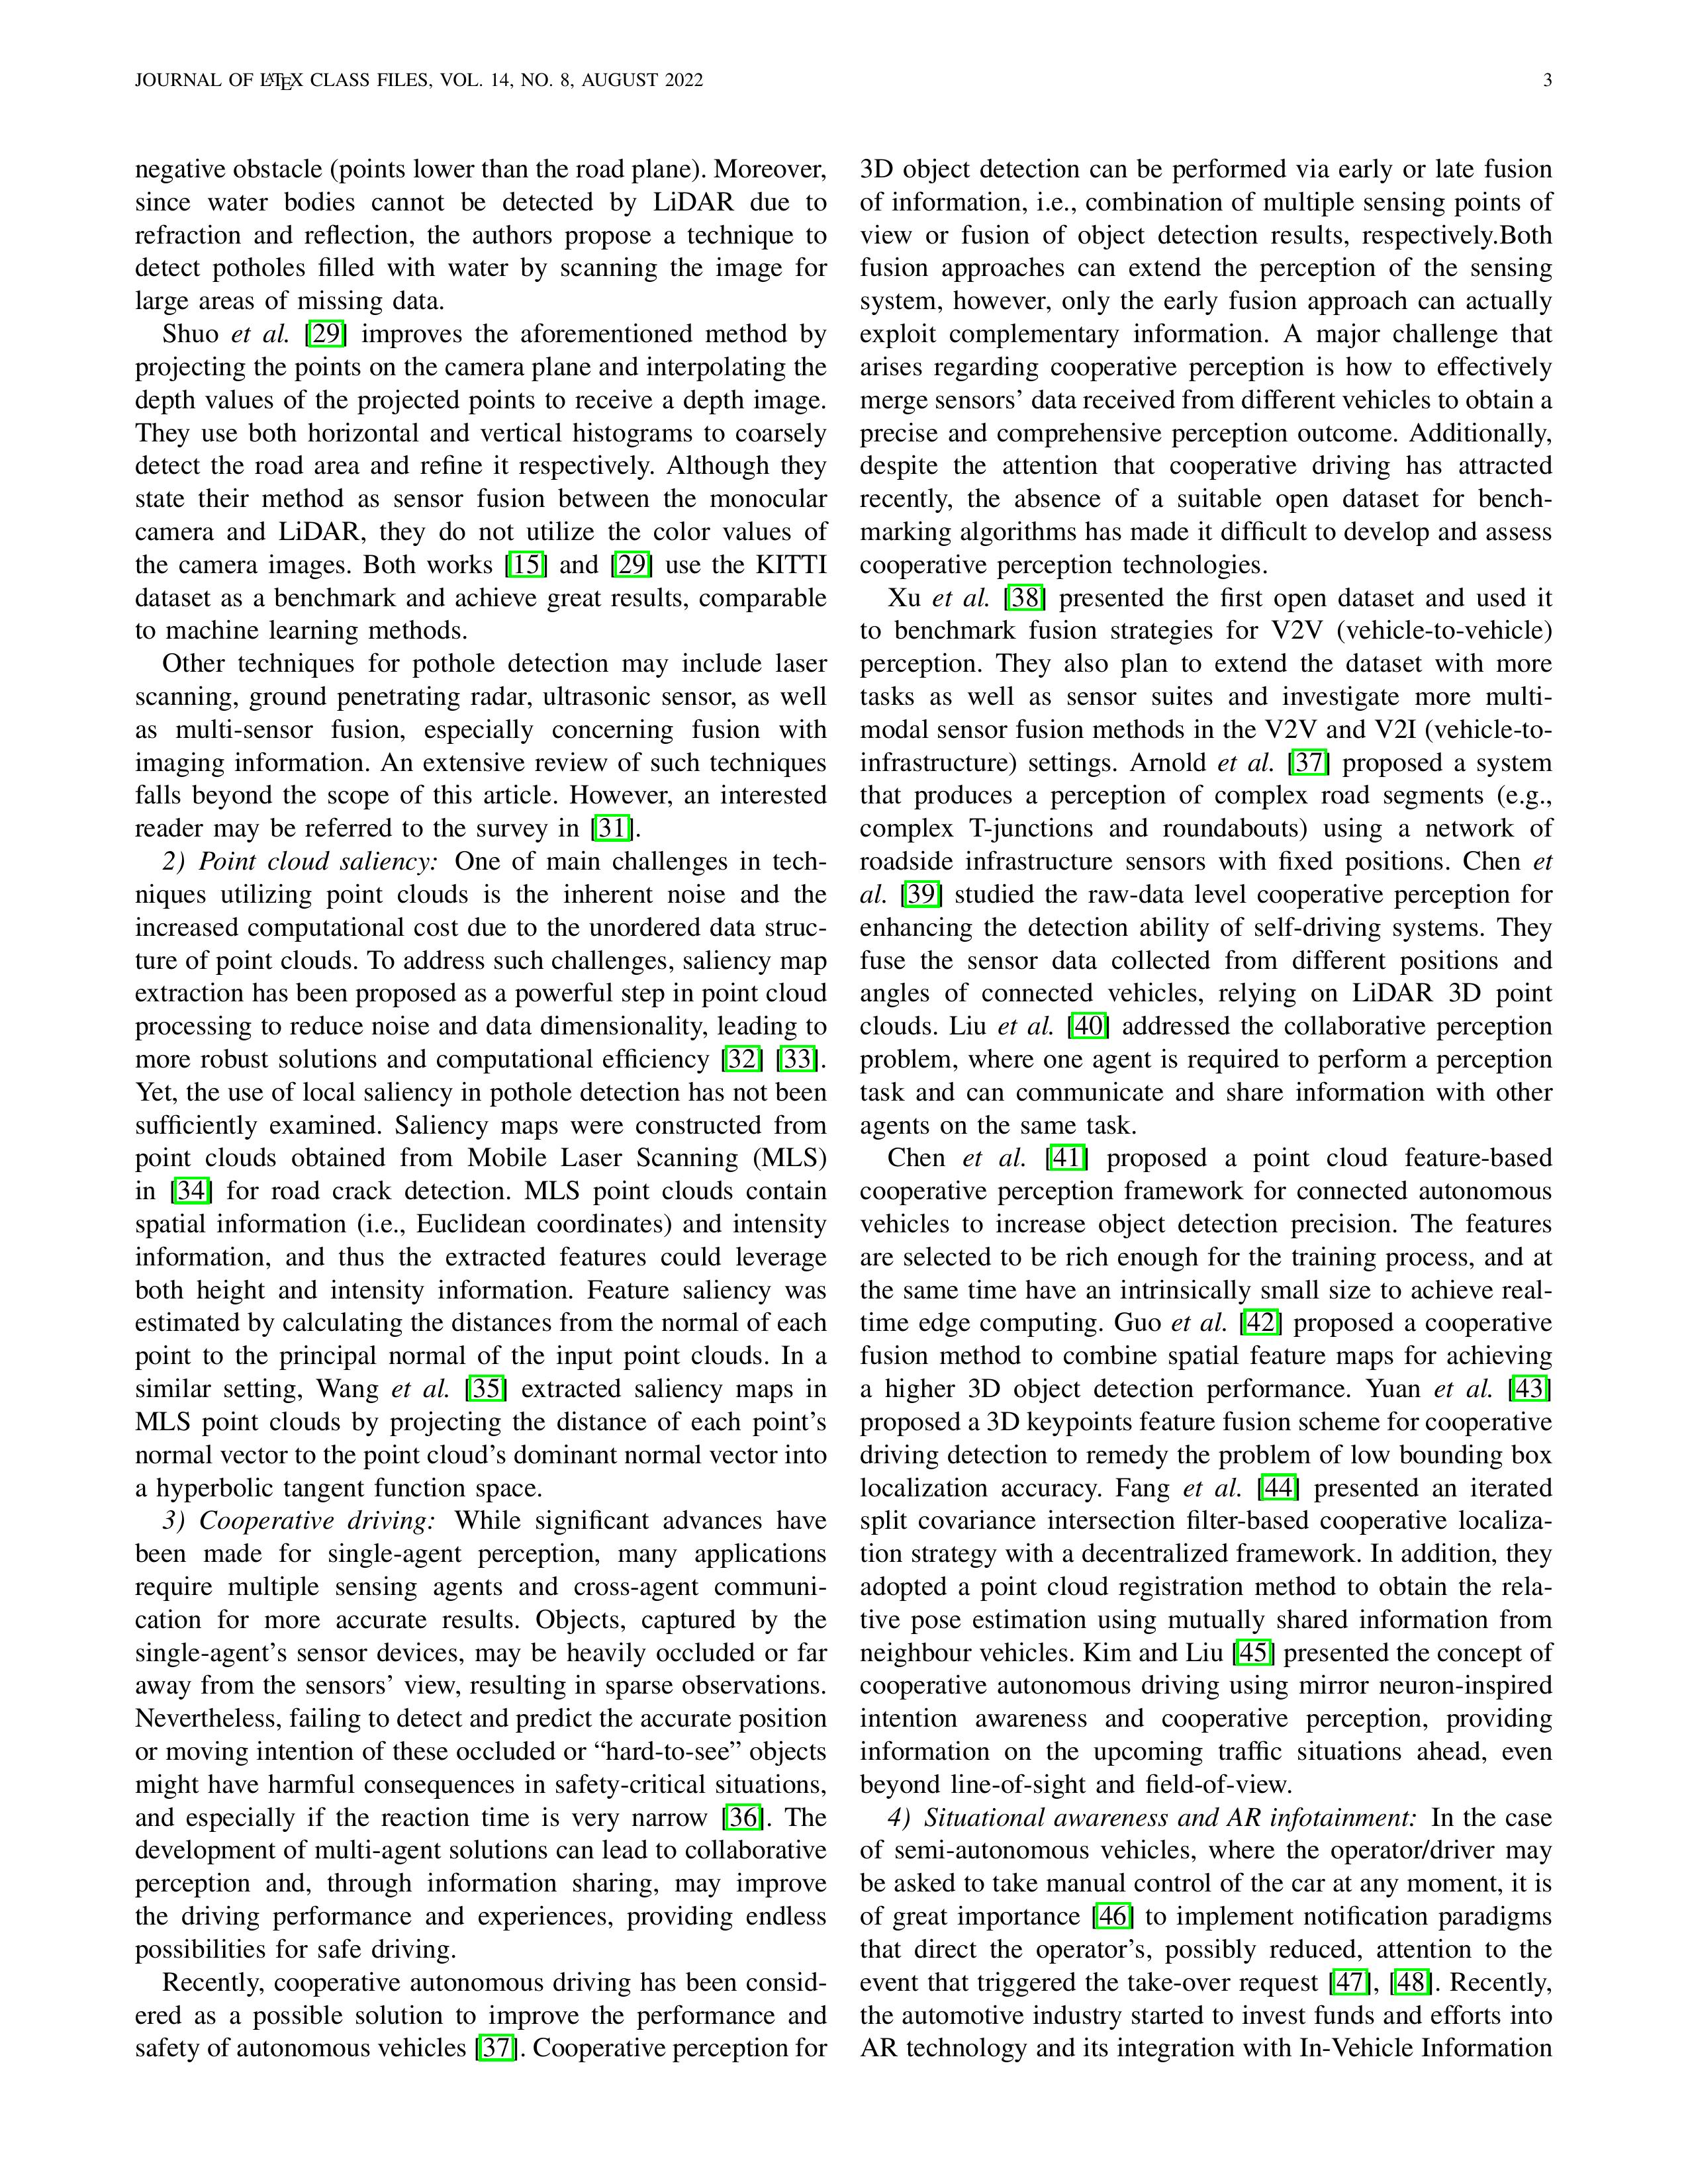 JOURNAL OF LATEX CLASS FILES, VOL. 14, NO. 8, AUGUST 2022
3
negative obstacle (points lower than the road plane). Moreover,
since water bodies cannot be detected by LiDAR due to
refraction and reflection, the authors propose a technique to
detect potholes filled with water by scanning the image for
large areas of missing data.
Shuo et al. [29] improves the aforementioned method by
projecting the points on the camera plane and interpolating the
depth values of the projected points to receive a depth image.
They use both horizontal and vertical histograms to coarsely
detect the road area and refine it respectively. Although they
state their method as sensor fusion between the monocular
camera and LiDAR, they do not utilize the color values of
the camera images. Both works [15] and [29] use the KITTI
dataset as a benchmark and achieve great results, comparable
to machine learning methods.
Other techniques for pothole detection may include laser
scanning, ground penetrating radar, ultrasonic sensor, as well
as multi-sensor fusion, especially concerning fusion with
imaging information. An extensive review of such techniques
falls beyond the scope of this article. However, an interested
reader may be referred to the survey in [31].
2) Point cloud saliency: One of main challenges in tech-
niques utilizing point clouds is the inherent noise and the
increased computational cost due to the unordered data struc-
ture of point clouds. To address such challenges, saliency map
extraction has been proposed as a powerful step in point cloud
processing to reduce noise and data dimensionality, leading to
more robust solutions and computational efficiency [32] [33].
Yet, the use of local saliency in pothole detection has not been
sufficiently examined. Saliency maps were constructed from
point clouds obtained from Mobile Laser Scanning (MLS)
in [34] for road crack detection. MLS point clouds contain
spatial information (i.e., Euclidean coordinates) and intensity
information, and thus the extracted features could leverage
both height and intensity information. Feature saliency was
estimated by calculating the distances from the normal of each
point to the principal normal of the input point clouds. In a
similar setting, Wang et al. [35] extracted saliency maps in
MLS point clouds by projecting the distance of each point's
normal vector to the point cloud's dominant normal vector into
a hyperbolic tangent function space.
3) Cooperative driving: While significant advances have
been made for single-agent perception, many applications
require multiple sensing agents and cross-agent communi-
cation for more accurate results. Objects, captured by the
single-agent's sensor devices, may be heavily occluded or far
away from the sensors' view, resulting in sparse observations.
Nevertheless, failing to detect and predict the accurate position
or moving intention of these occluded or “hard-to-see” objects
might have harmful consequences in safety-critical situations,
and especially if the reaction time is very narrow [36]. The
development of multi-agent solutions can lead to collaborative
perception and, through information sharing, may improve
the driving performance and experiences, providing endless
possibilities for safe driving.
Recently, cooperative autonomous driving has been consid-
ered as a possible solution to improve the performance and
safety of autonomous vehicles [37]. Cooperative perception for
3D object detection can be performed via early or late fusion
of information, i.e., combination of multiple sensing points of
view or fusion of object detection results, respectively.Both
fusion approaches can extend the perception of the sensing
system, however, only the early fusion approach can actually
exploit complementary information. A major challenge that
arises regarding cooperative perception is how to effectively
merge sensors' data received from different vehicles to obtain a
precise and comprehensive perception outcome. Additionally,
despite the attention that cooperative driving has attracted
recently, the absence of a suitable open dataset for bench-
marking algorithms has made it difficult to develop and assess
cooperative perception technologies.
Xu et al. [38] presented the first open dataset and used it
to benchmark fusion strategies for V2V (vehicle-to-vehicle)
perception. They also plan to extend the dataset with more
tasks as well as sensor suites and investigate more multi-
modal sensor fusion methods in the V2V and V2I (vehicle-to-
infrastructure) settings. Arnold et al. [37] proposed a system
that produces a perception of complex road segments (e.g.,
complex T-junctions and roundabouts) using a network of
roadside infrastructure sensors with fixed positions. Chen et
al. [39] studied the raw-data level cooperative perception for
enhancing the detection ability of self-driving systems. They
fuse the sensor data collected from different positions and
angles of connected vehicles, relying on LiDAR 3D point
clouds. Liu et al. [40] addressed the collaborative perception
problem, where one agent is required to perform a perception
task and can communicate and share information with other
agents on the same task.
Chen et al. [41] proposed a point cloud feature-based
cooperative perception framework for connected autonomous
vehicles to increase object detection precision. The features
are selected to be rich enough for the training process, and at
the same time have an intrinsically small size to achieve real-
time edge computing. Guo et al. [42] proposed a cooperative
fusion method to combine spatial feature maps for achieving
a higher 3D object detection performance. Yuan et al. [43]
proposed a 3D keypoints feature fusion scheme for cooperative
driving detection to remedy the problem of low bounding box
localization accuracy. Fang et al. [44] presented an iterated
split covariance intersection filter-based cooperative localiza-
tion strategy with a decentralized framework. In addition, they
adopted a point cloud registration method to obtain the rela-
tive pose estimation using mutually shared information from
neighbour vehicles. Kim and Liu [45] presented the concept of
cooperative autonomous driving using mirror neuron-inspired
intention awareness and cooperative perception, providing
information on the upcoming traffic situations ahead, even
beyond line-of-sight and field-of-view.
4) Situational awareness and AR infotainment: In the case
of semi-autonomous vehicles, where the operator/driver may
be asked to take manual control of the car at any moment, it is
of great importance [46] to implement notification paradigms
that direct the operator's, possibly reduced, attention to the
event that triggered the take-over request [47], [48]. Recently,
the automotive industry started to invest funds and efforts into
AR technology and its integration with In-Vehicle Information